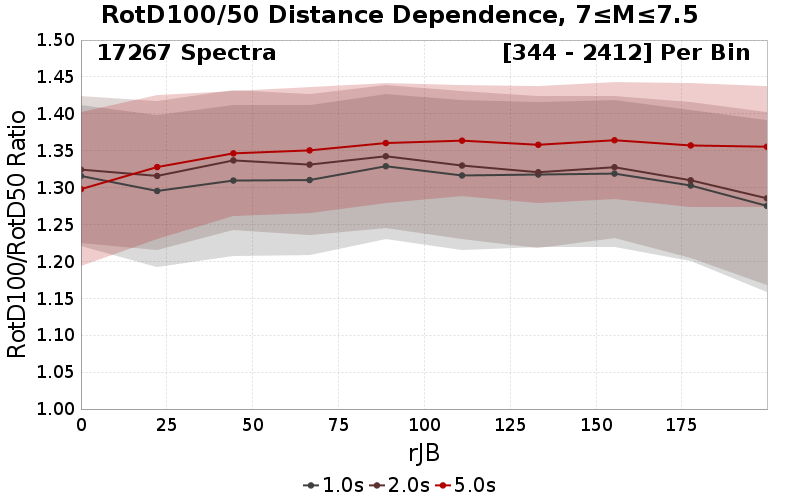 RotD100/50 Distance Dependence, 7≤M≤7.5
17267 Spectra
[344 - 2412] Per Bin
RotD100/RotD50 Ratio
1.50
1.45
1.40
1.35
1.30
1.25
1.20
1.15
1.10
1.05
1.00
0 25 50 75 100 125 150 175
rJB
1.0s 2.0s 5.0s